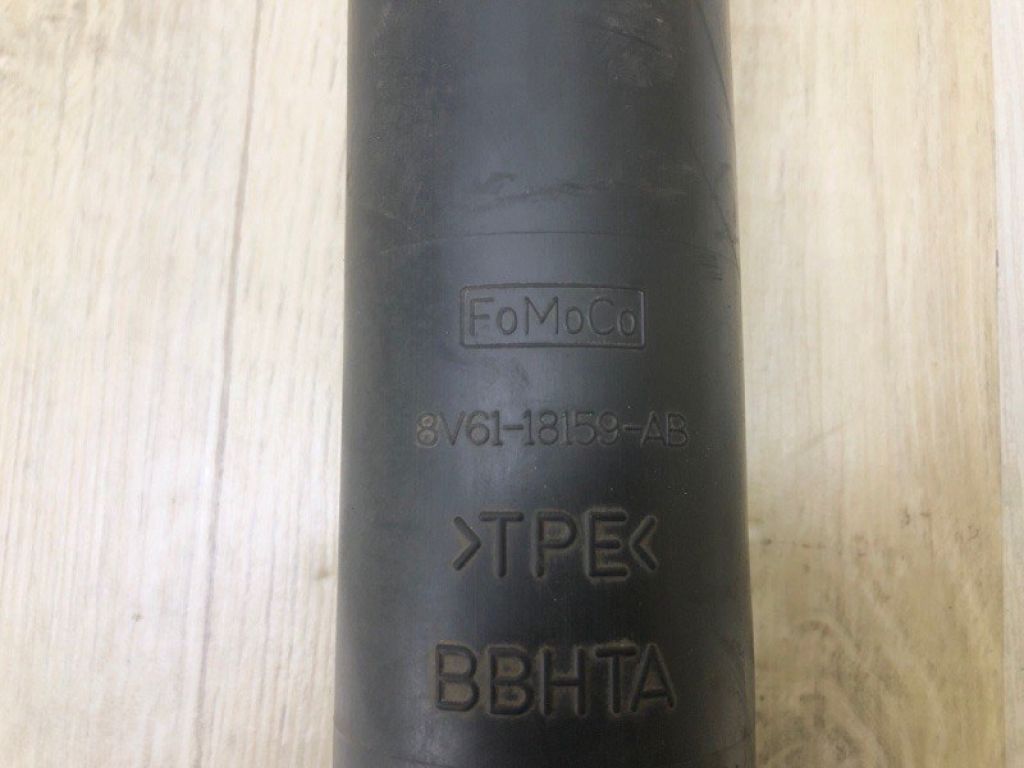 FoMoCo
8V61-18159-AB
>TPE<
BBHTA